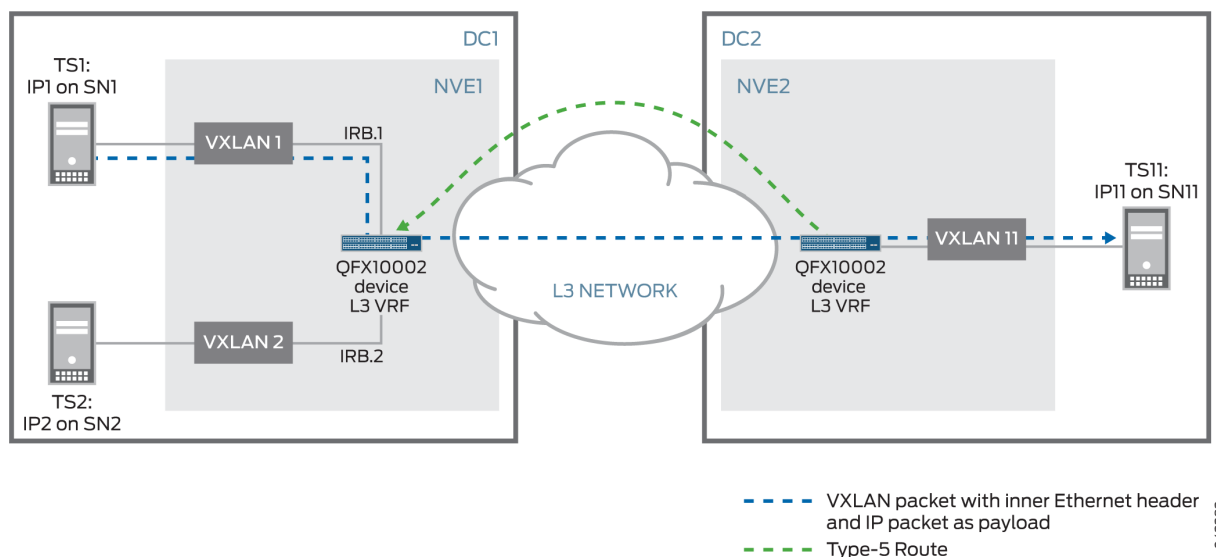 DC1
TS1:
IP1 on SN1
NVE1
VXLAN 1
IRB.1
QFX10002
device
L3 VRF
VXLAN 2
IRB.2
TS2:
IP2 on SN2
L3 NETWORK
DC2
NVE2
TS11:
IP11 on SN11
VXLAN 11
QFX10002
device
L3 VRF
VXLAN packet with inner Ethernet header
and IP packet as payload
Type-5 Route